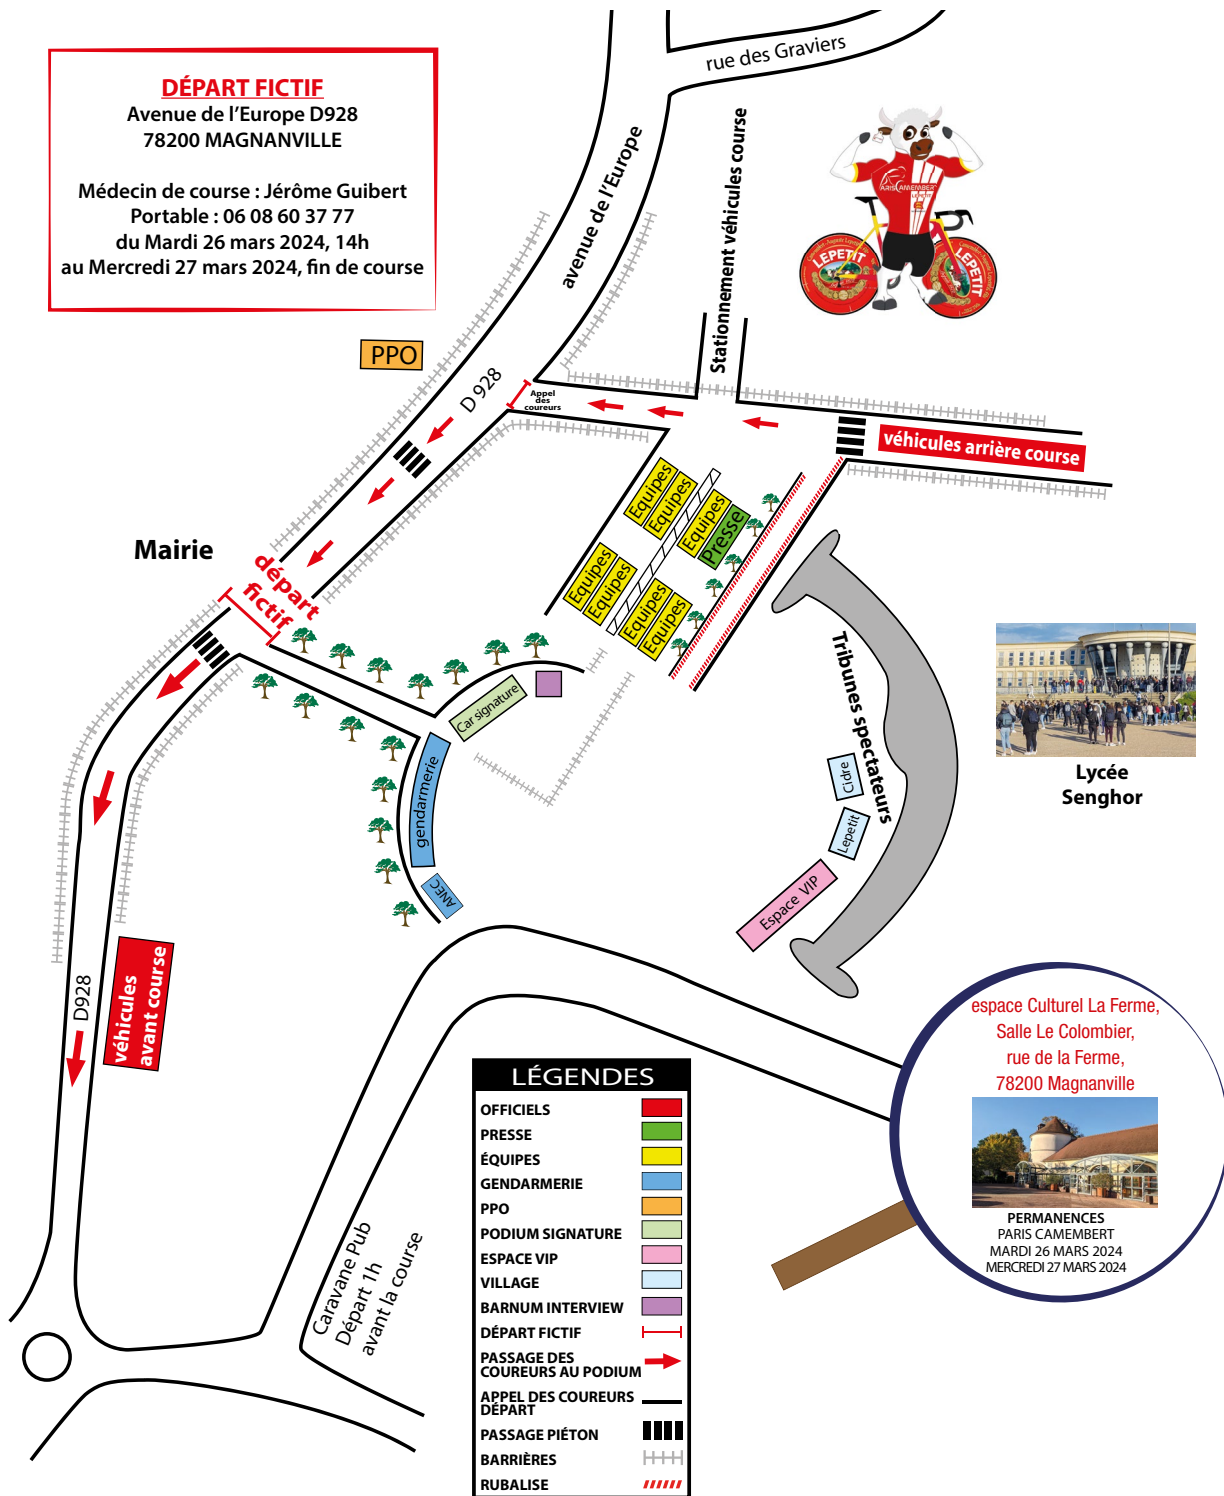 DÉPART FICTIF
Avenue de l'Europe D928
78200 MAGNANVILLE
Médecin de course : Jérôme Guibert
Portable : 06 08 60 37 77
du Mardi 26 mars 2024, 14h
au Mercredi 27 mars 2024, fin de course
rue des Graviers
avenue de l'Europe
Stationnement véhicules course
CAMEMBERT
LEPETIT
LEPETIT
PPO
D 928
Appel
des
coureurs
véhicules arrière course
Equipes
Equipes
Equipes
Presse
Equipes
Equipes
Equipes
Equipes
Mairie
départ
fictif
Car signature
gendarmerie
ANEC
Tribunes spectateurs
Cidre
Lepetit
Espace VIP
Lycée
Senghor
D928
véhicules
avant course
Caravane Pub
Départ 1h
avant la course
espace Culturel La Ferme,
Salle Le Colombier,
rue de la Ferme,
78200 Magnanville
PERMANENCES
PARIS CAMEMBERT
MARDI 26 MARS 2024
MERCREDI 27 MARS 2024
LÉGENDES
OFFICIELS
PRESSE
ÉQUIPES
GENDARMERIE
PPO
PODIUM SIGNATURE
ESPACE VIP
VILLAGE
BARNUM INTERVIEW
DÉPART FICTIF
PASSAGE DES
COUREURS AU PODIUM
APPEL DES COUREURS
DÉPART
PASSAGE PIÉTON
BARRIÈRES
RUBALISE